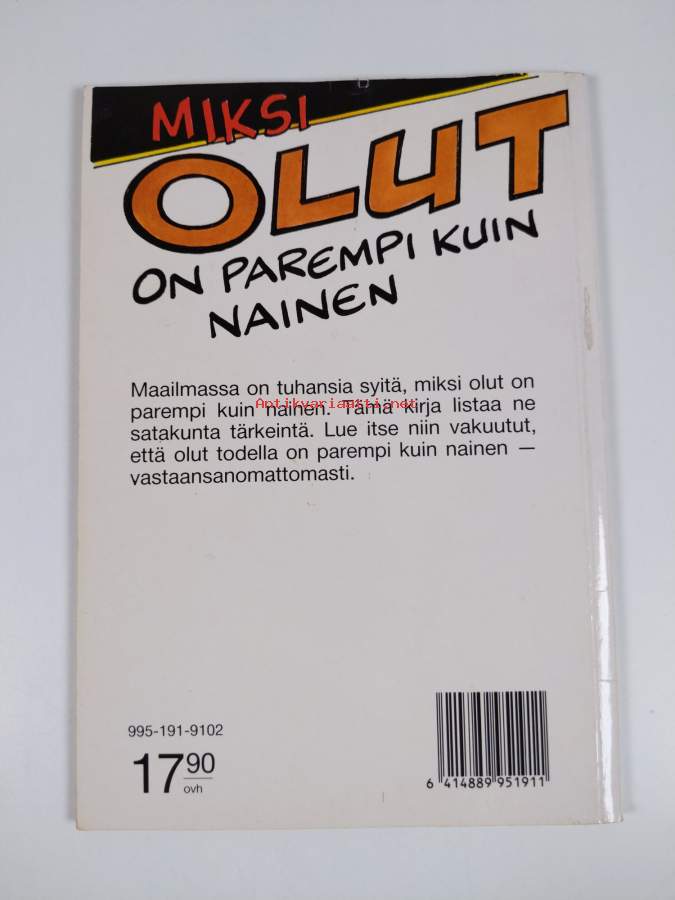 MIKSI
OLUT
ON PAREMPI KUIN
NAINEN
Maailmassa on tuhansia syitä, miksi olut on
parempi kuin nainen. Tämä kirja listaa ne
Antikvariaatti.net
satakunta tärkeintä. Lue itse niin vakuutut,
että olut todella on parempi kuin nainen —
vastaansanomattomasti.
995-191-9102
17 90
ovh
6 414889 951911